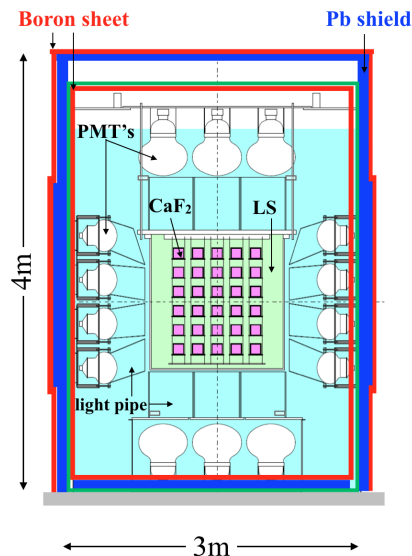 Boron sheet
Pb shield
PMT's
CaF₂
LS
4m
light pipe
3m